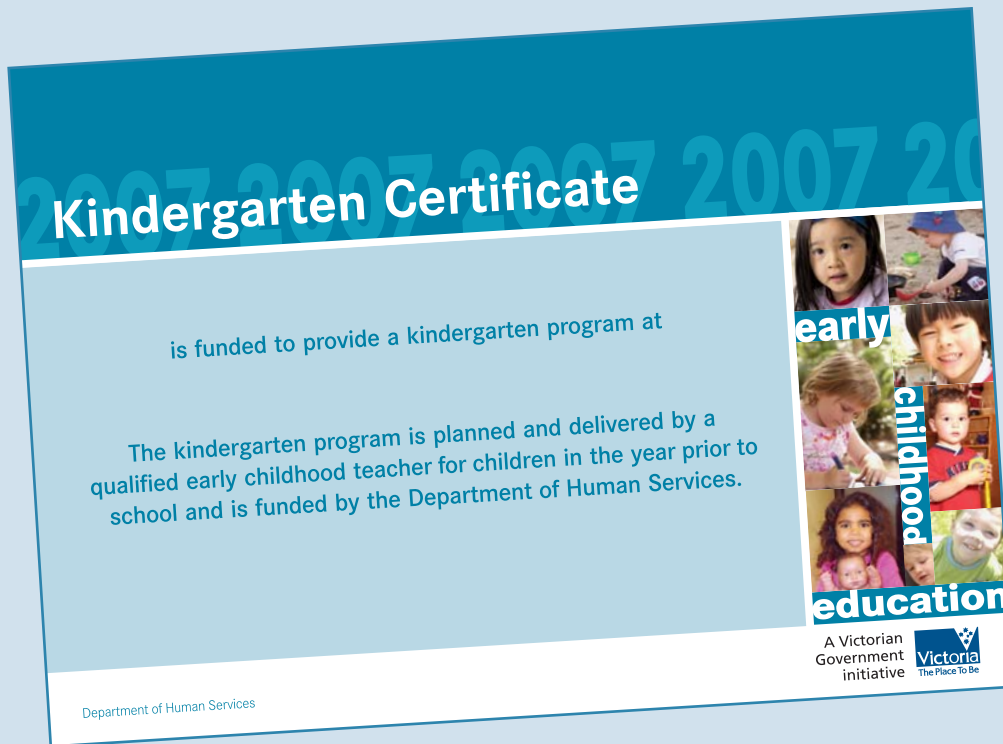 2007 2007 2007 2007 20
Kindergarten Certificate
is funded to provide a kindergarten program at
The kindergarten program is planned and delivered by a
qualified early childhood teacher for children in the year prior to
school and is funded by the Department of Human Services.
early
childhood
education
A Victorian
Government
initiative
Victoria
The Place To Be
Department of Human Services